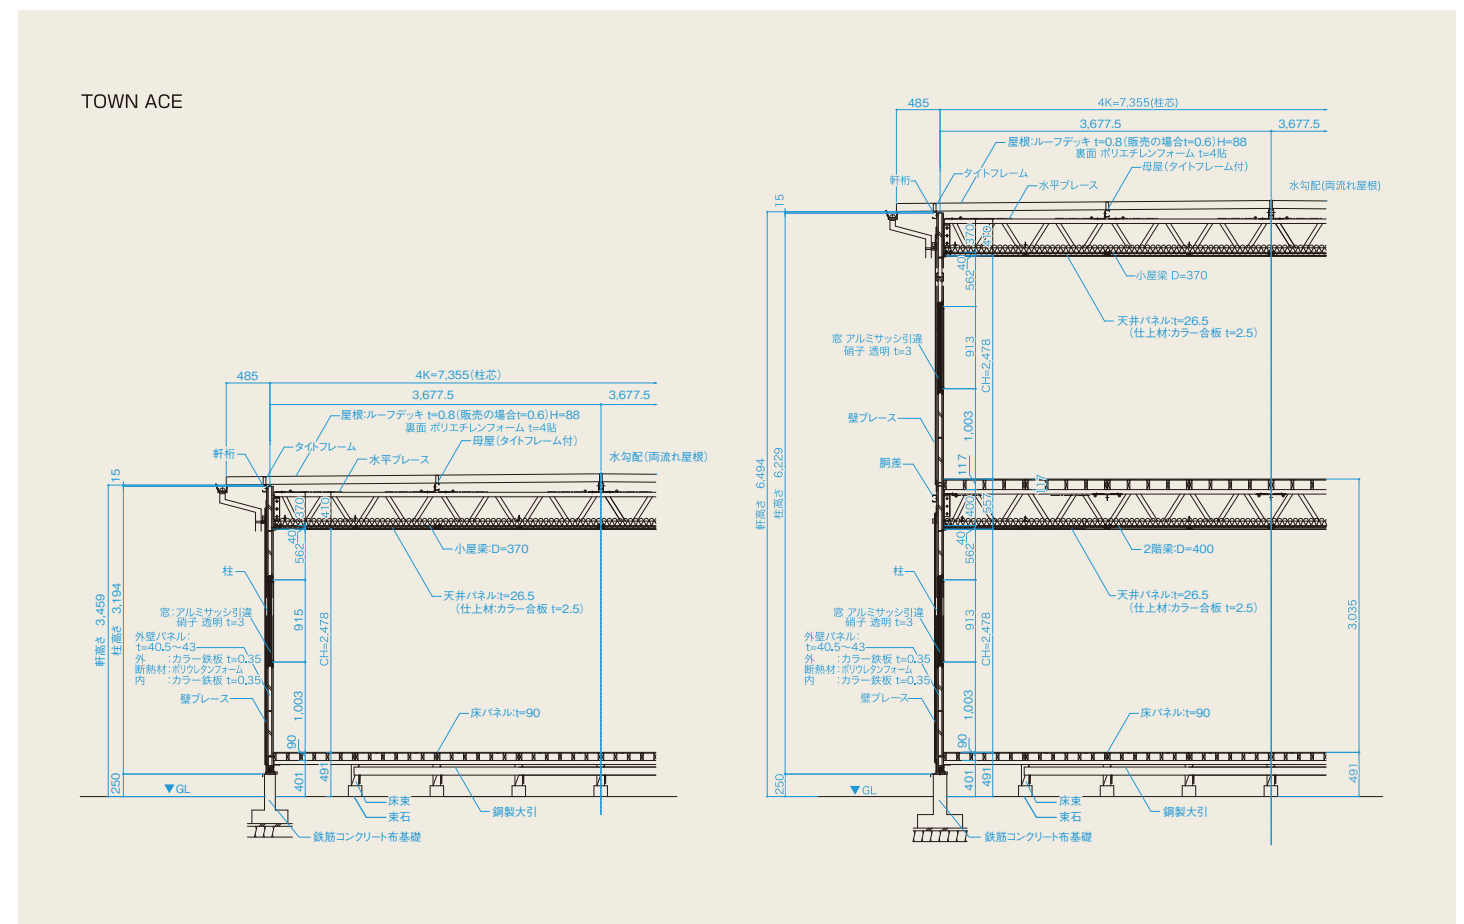 TOWN ACE
485
4K=7,355(柱芯)
3,677.5
3,677.5
屋根:ルーフデッキ t=0.8(販売の場合t=0.6)H=88
裏面 ポリエチレンフォーム t=4貼
母屋(タイトフレーム付)
タイトフレーム
軒桁
水平ブレース
水勾配(両流れ屋根)
15
370
410
40
562
小屋梁:D=370
天井パネル:t=26.5
(仕上材:カラー合板 t=2.5)
柱
窓:アルミサッシ引違
硝子 透明 t=3
外壁パネル:
t=40.5～43
外 :カラー鉄板 t=0.35
断熱材:ポリウレタンフォーム
内 :カラー鉄板 t=0.35
壁ブレース
軒高さ 3,459
柱高さ 3,194
915
CH=2,478
1,003
床パネル:t=90
90
401
491
250
▼GL
床束
束石
鋼製大引
鉄筋コンクリート布基礎
485
4K=7,355(柱芯)
3,677.5
3,677.5
屋根:ルーフデッキ t=0.8(販売の場合t=0.6)H=88
裏面 ポリエチレンフォーム t=4貼
母屋(タイトフレーム付)
タイトフレーム
軒桁
水平ブレース
水勾配(両流れ屋根)
15
370
410
40
562
小屋梁 D=370
天井パネル:t=26.5
(仕上材:カラー合板 t=2.5)
窓 アルミサッシ引違
硝子 透明 t=3
913
CH=2,478
壁ブレース
1,003
胴差
117
117
軒高さ 6,494
柱高さ 6,229
400
557
40
562
2階梁:D=400
柱
天井パネル:t=26.5
(仕上材:カラー合板 t=2.5)
窓 アルミサッシ引違
硝子 透明 t=3
外壁パネル:
t=40.5～43
外 :カラー鉄板 t=0.35
断熱材:ポリウレタンフォーム
内 :カラー鉄板 t=0.35
壁ブレース
913
CH=2,478
3,035
1,003
床パネル:t=90
90
401
491
491
250
▼GL
床束
束石
鋼製大引
鉄筋コンクリート布基礎